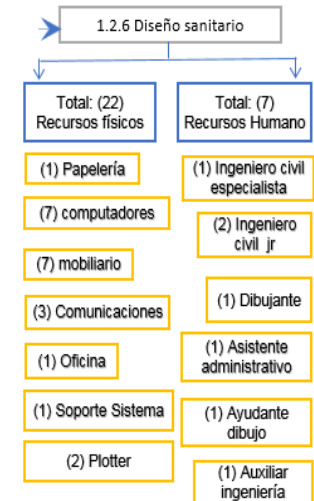 1.2.6 Diseño sanitario
Total: (22)
Recursos físicos
(1) Papelería
(7) computadores
(7) mobiliario
(3) Comunicaciones
(1) Oficina
(1) Soporte Sistema
(2) Plotter
Total: (7)
Recursos Humano
(1) Ingeniero civil
especialista
(2) Ingeniero
civil jr
(1) Dibujante
(1) Asistente
administrativo
(1) Ayudante
dibujo
(1) Auxiliar
ingeniería